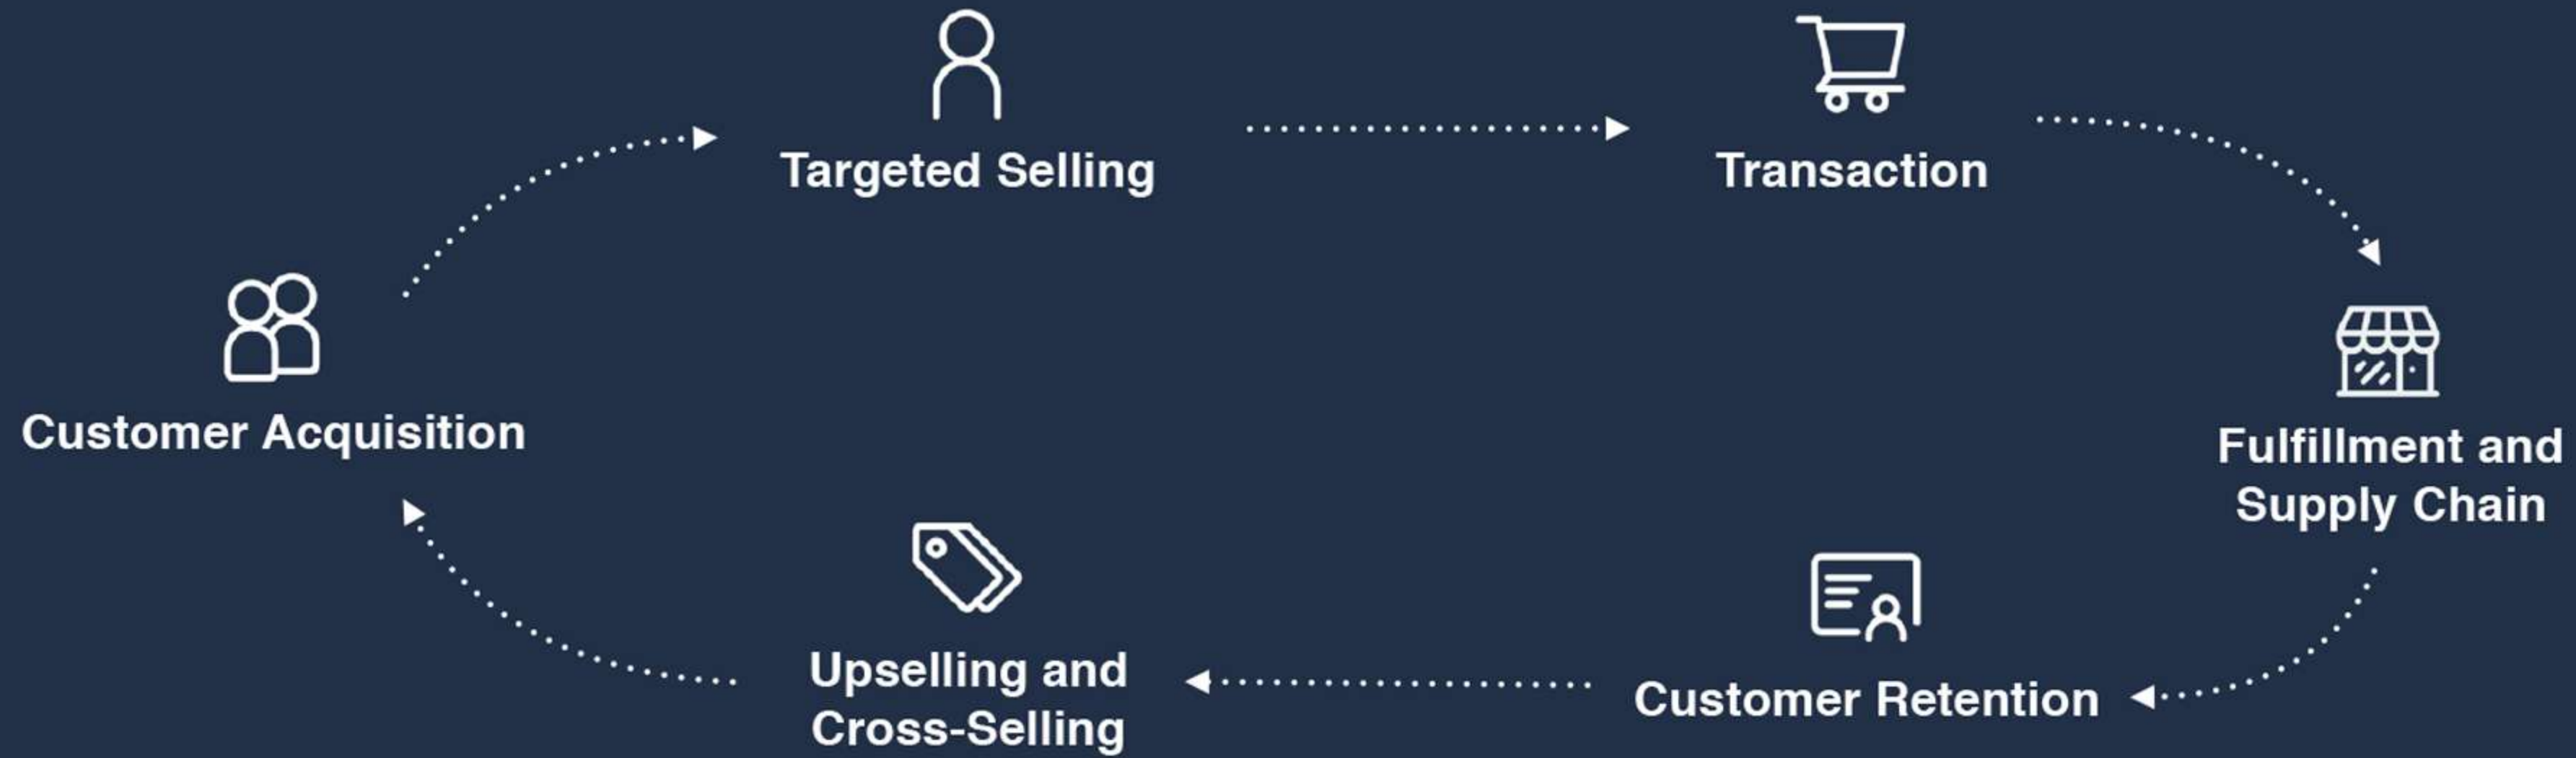 Targeted Selling
Transaction
Customer Acquisition
Fulfillment and
Supply Chain
Customer Retention
Upselling and
Cross-Selling